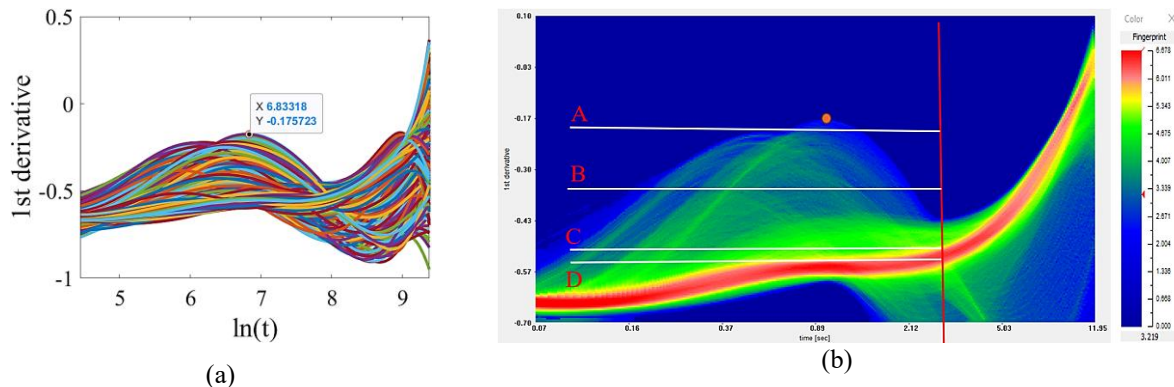 0.5
0
-0.5
-1
1st derivative
X 6.83318
Y -0.175723
5 6 7 8 9
ln(t)
(a)
0.10
-0.03
-0.17
-0.30
-0.43
-0.57
-0.70
1st derivative
A
B
C
D
0.07 0.16 0.37 0.89 2.12 5.03 11.95
time [sec]
(b)
Color X
Fingerprint
6.678
6.011
5.343
4.675
4.007
3.339
2.671
2.003
1.336
0.668
0.000
3.219